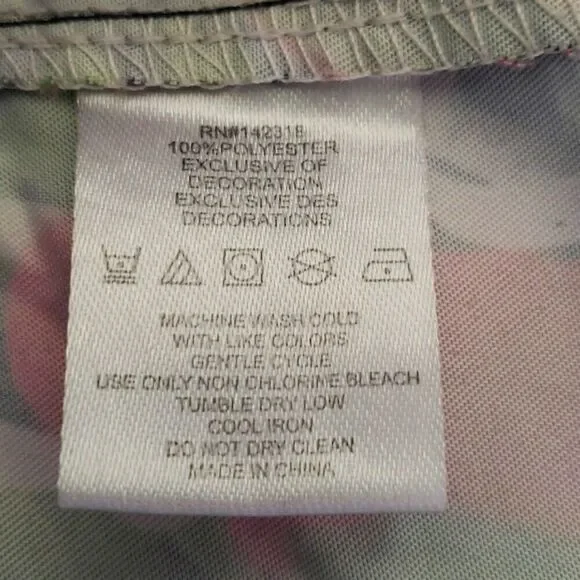 RN#142318
100%POLYESTER
EXCLUSIVE OF
DECORATION
EXCLUSIVE DES
DECORATIONS
MACHINE WASH COLD
WITH LIKE COLORS
GENTLE CYCLE
USE ONLY NON CHLORINE BLEACH
TUMBLE DRY LOW
COOL IRON
DO NOT DRY CLEAN
MADE IN CHINA